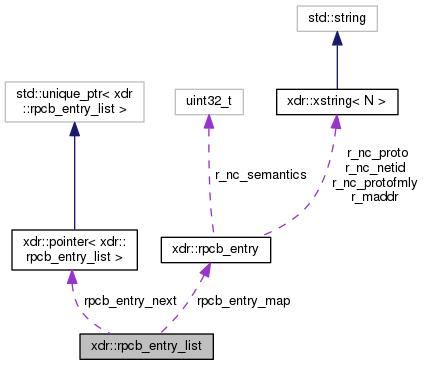 std::string
std::unique_ptr< xdr
::rpcb_entry_list >
uint32_t
xdr::xstring< N >
r_nc_semantics
r_nc_proto
r_nc_netid
r_nc_protofmly
r_maddr
xdr::pointer< xdr::
rpcb_entry_list >
xdr::rpcb_entry
rpcb_entry_next
rpcb_entry_map
xdr::rpcb_entry_list